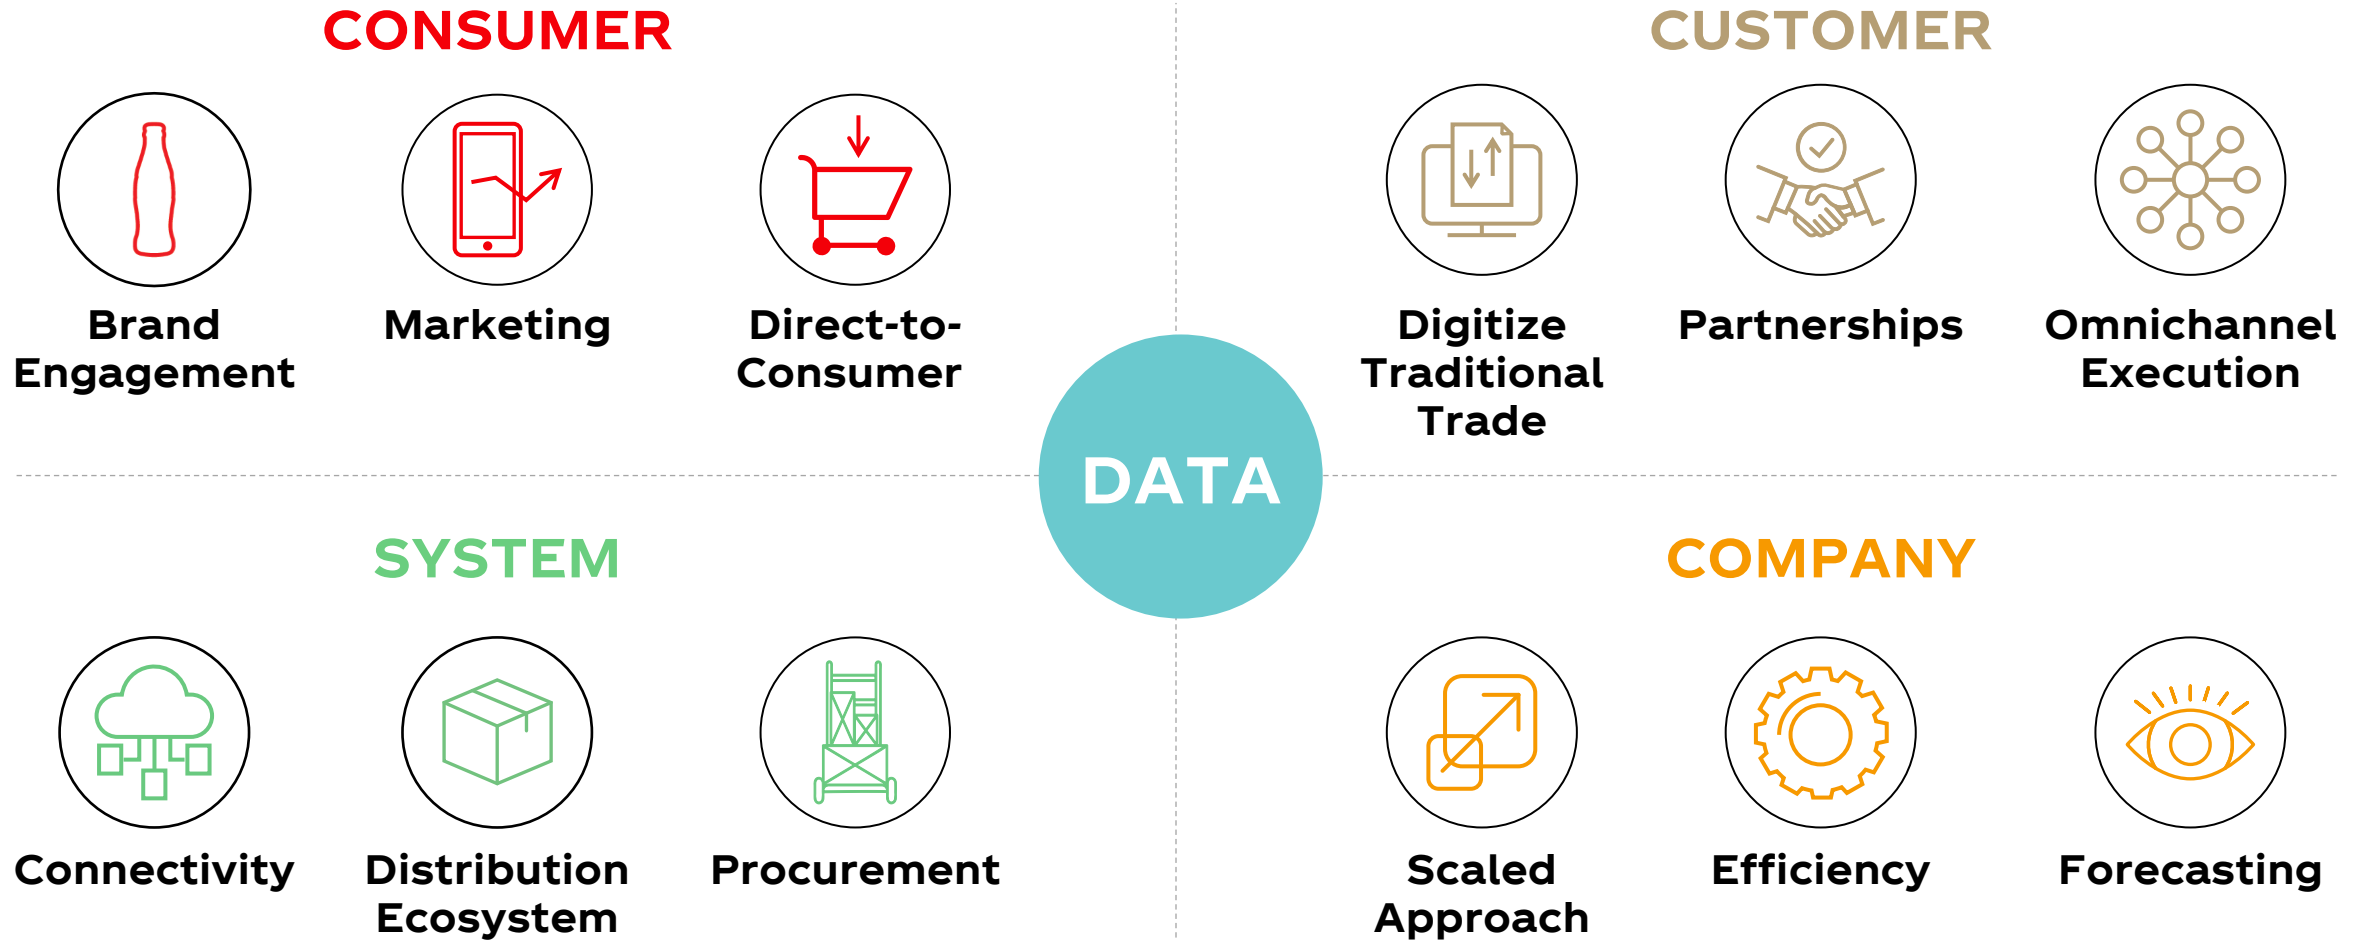 CONSUMER
Brand
Engagement
Marketing
Direct-to-
Consumer
CUSTOMER
Digitize
Traditional
Trade
Partnerships
Omnichannel
Execution
DATA
SYSTEM
Connectivity
Distribution
Ecosystem
Procurement
COMPANY
Scaled
Approach
Efficiency
Forecasting